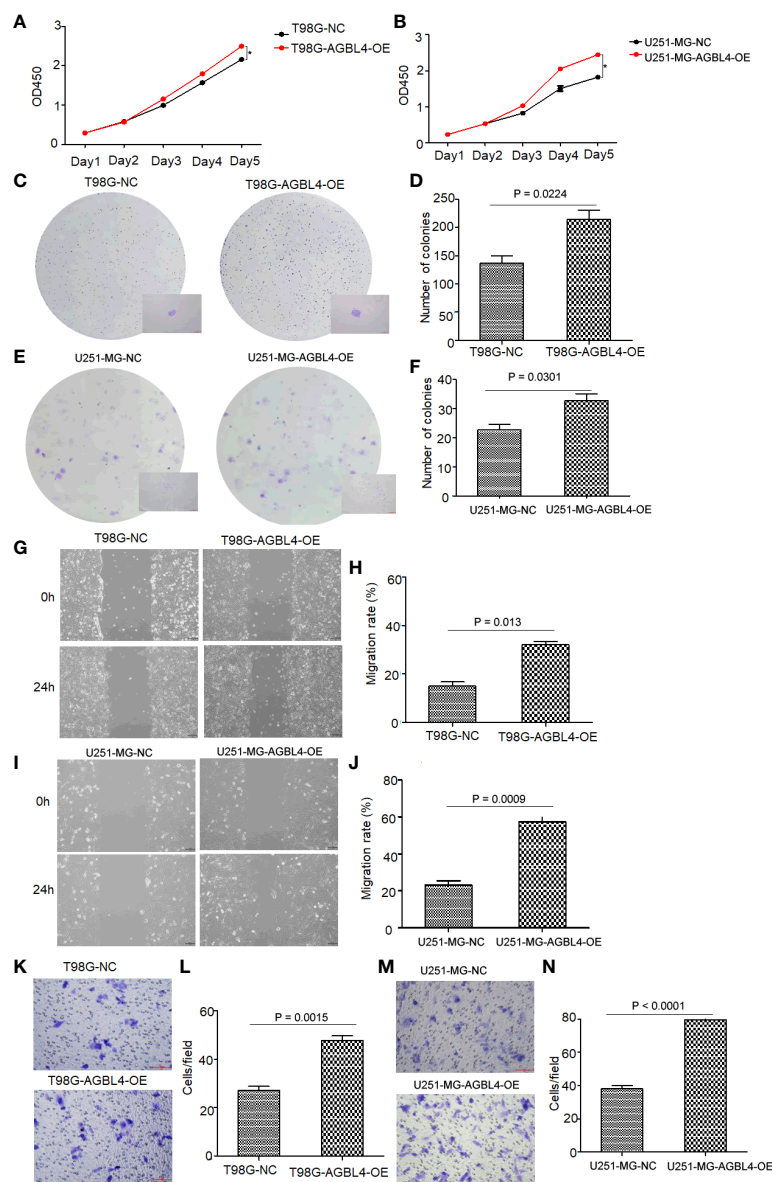 A
T98G-NC
T98G-AGBL4-OE
OD450
3
2
1
0
*
Day1 Day2 Day3 Day4 Day5
B
U251-MG-NC
U251-MG-AGBL4-OE
OD450
3
2
1
0
*
Day1 Day2 Day3 Day4 Day5
C
T98G-NC
T98G-AGBL4-OE
D
P = 0.0224
Number of colonies
250
200
150
100
50
0
T98G-NC T98G-AGBL4-OE
E
U251-MG-NC
U251-MG-AGBL4-OE
F
P = 0.0301
Number of colonies
40
30
20
10
0
U251-MG-NC U251-MG-AGBL4-OE
G
T98G-NC
T98G-AGBL4-OE
0h
24h
H
P = 0.013
Migration rate (%)
60
40
20
0
T98G-NC T98G-AGBL4-OE
I
U251-MG-NC
U251-MG-AGBL4-OE
0h
24h
J
P = 0.0009
Migration rate (%)
80
60
40
20
0
U251-MG-NC U251-MG-AGBL4-OE
K
T98G-NC
T98G-AGBL4-OE
L
P = 0.0015
Cells/field
60
40
20
0
T98G-NC T98G-AGBL4-OE
M
U251-MG-NC
U251-MG-AGBL4-OE
N
P < 0.0001
Cells/field
80
60
40
20
0
U251-MG-NC U251-MG-AGBL4-OE